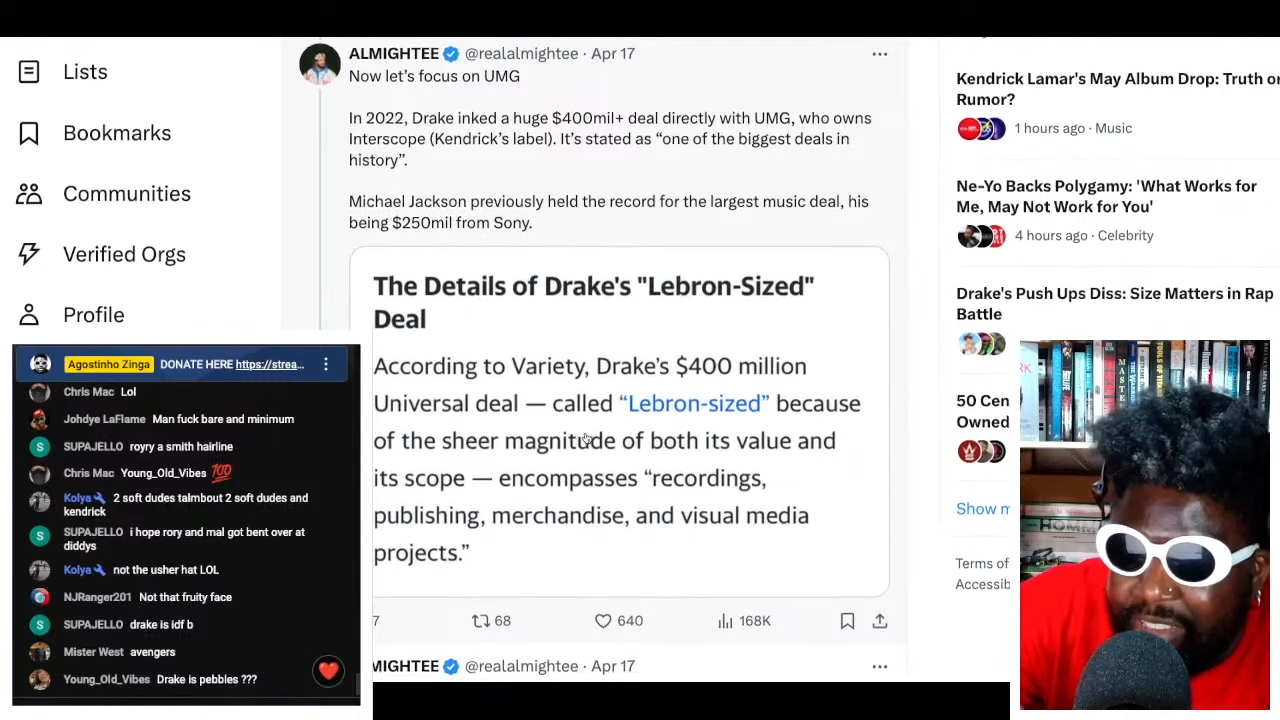 Lists
Bookmarks
Communities
Verified Orgs
Profile
ALMIGHTEE @realalmightee · Apr 17
Now let’s focus on UMG
In 2022, Drake inked a huge $400mil+ deal directly with UMG, who owns
Interscope (Kendrick’s label). It’s stated as “one of the biggest deals in
history”.
Michael Jackson previously held the record for the largest music deal, his
being $250mil from Sony.
The Details of Drake's "Lebron-Sized"
Deal
According to Variety, Drake’s $400 million
Universal deal — called “Lebron-sized” because
of the sheer magnitude of both its value and
its scope — encompasses “recordings,
publishing, merchandise, and visual media
projects.”
7 68 640 168K
MIGHTEE @realalmightee · Apr 17
Kendrick Lamar's May Album Drop: Truth or
Rumor?
1 hours ago · Music
Ne-Yo Backs Polygamy: 'What Works for
Me, May Not Work for You'
4 hours ago · Celebrity
Drake's Push Ups Diss: Size Matters in Rap
Battle
50 Cen
Owned
Show m
Terms of
Accessib
Agostinho Zinga DONATE HERE https://strea...
Chris Mac Lol
Johdye LaFlame Man fuck bare and minimum
SUPAJELLO royry a smith hairline
Chris Mac Young_Old_Vibes 100
Kolya 2 soft dudes talmbout 2 soft dudes and
kendrick
SUPAJELLO i hope rory and mal got bent over at
diddys
Kolya not the usher hat LOL
NJRanger201 Not that fruity face
SUPAJELLO drake is idf b
Mister West avengers
Young_Old_Vibes Drake is pebbles ???